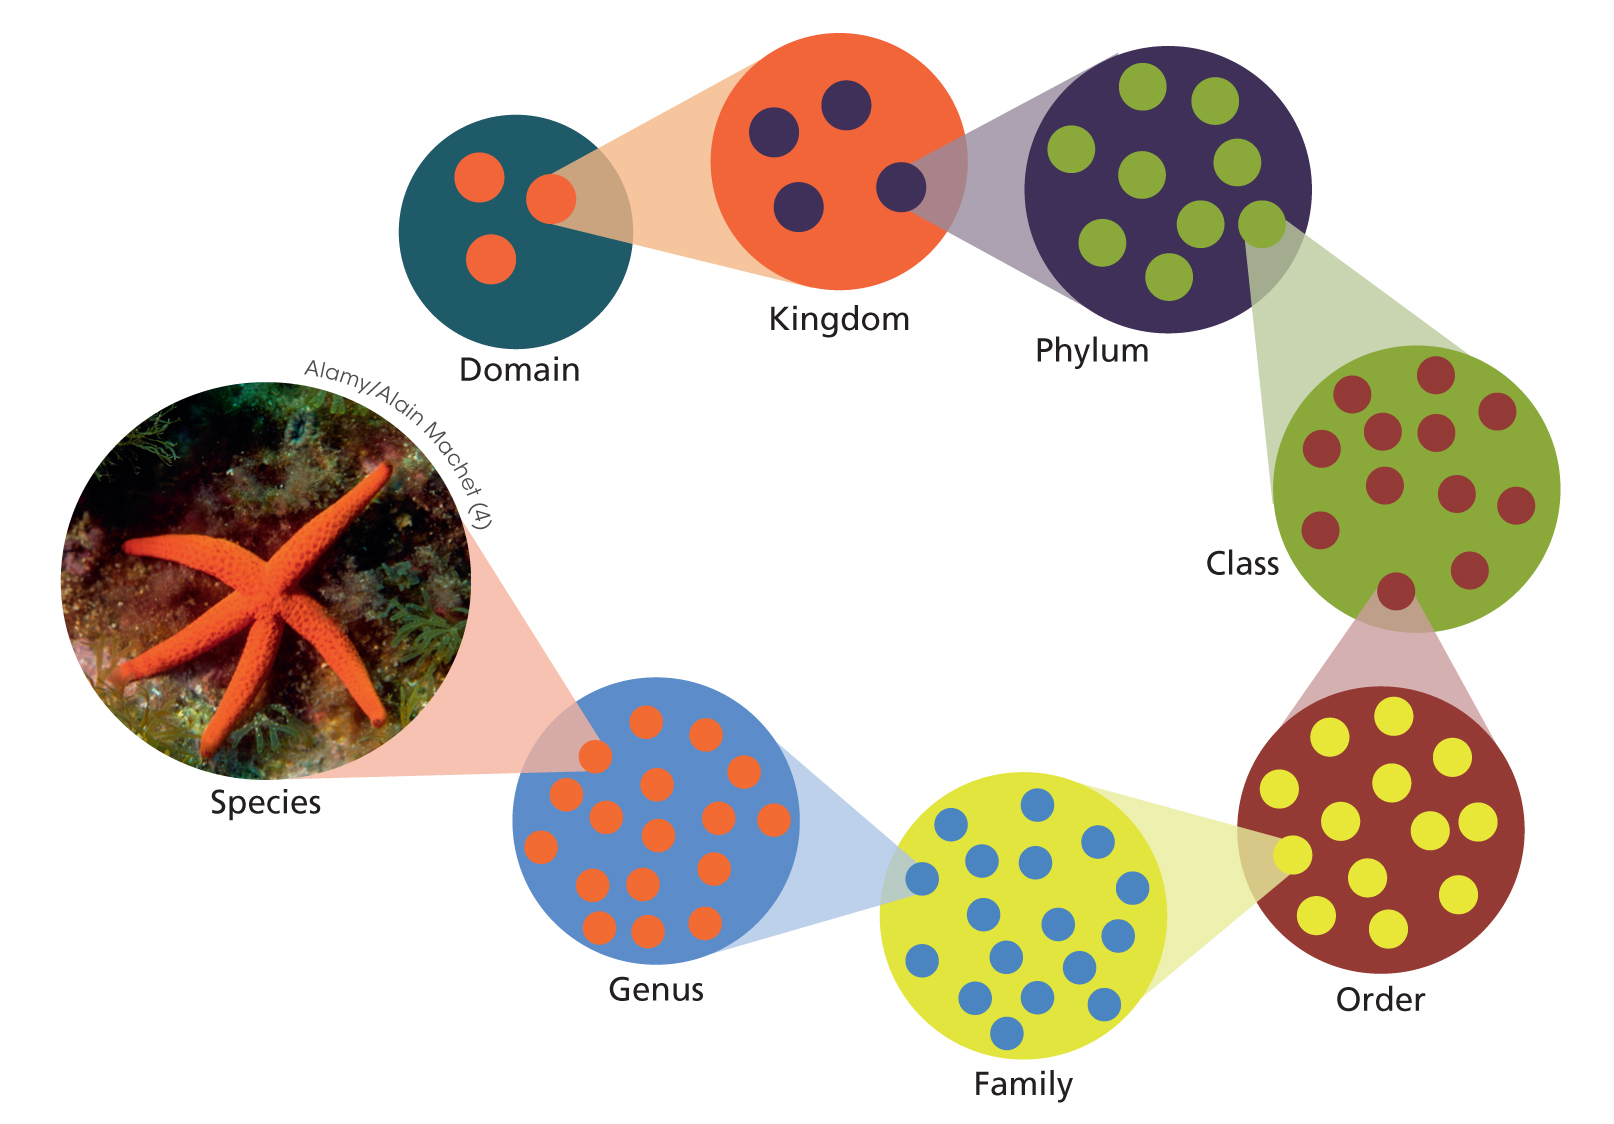 Kingdom
Phylum
Domain
Alamy/Alain Machet (4)
Class
Species
Genus
Order
Family